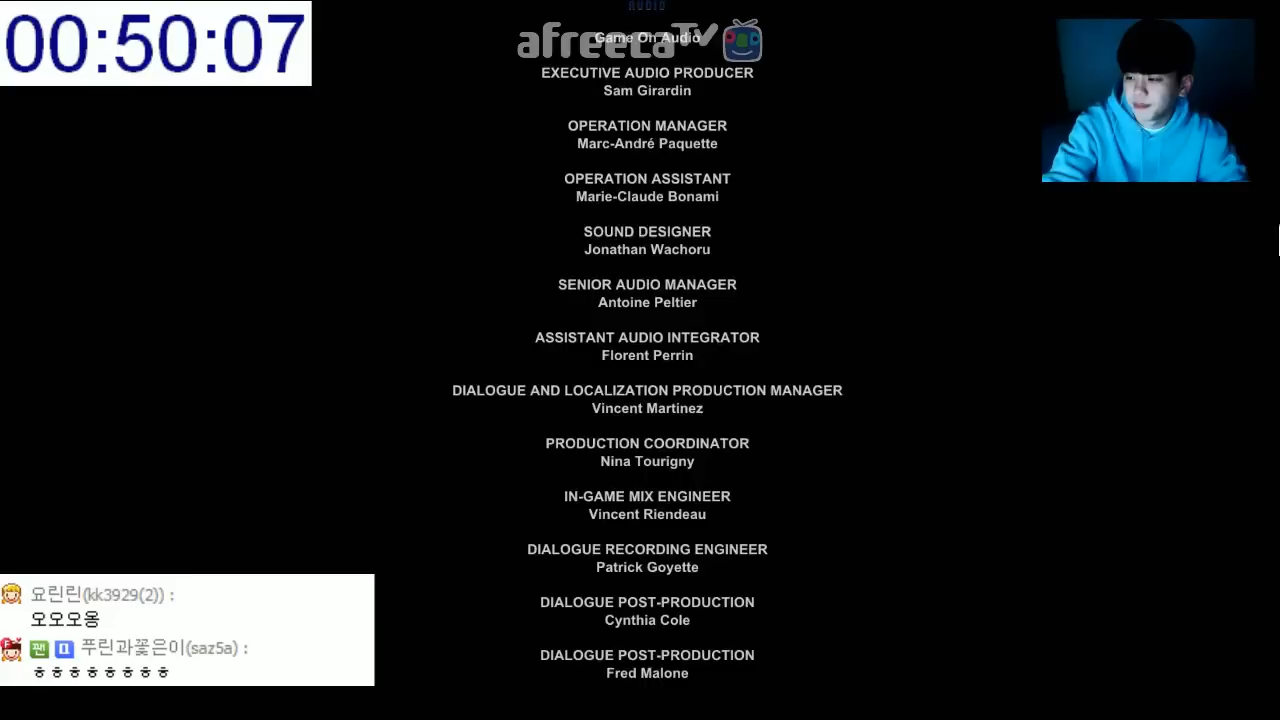 00:50:07
AUDIO
afreecaTV
Game On Audio
EXECUTIVE AUDIO PRODUCER
Sam Girardin
OPERATION MANAGER
Marc-André Paquette
OPERATION ASSISTANT
Marie-Claude Bonami
SOUND DESIGNER
Jonathan Wachoru
SENIOR AUDIO MANAGER
Antoine Peltier
ASSISTANT AUDIO INTEGRATOR
Florent Perrin
DIALOGUE AND LOCALIZATION PRODUCTION MANAGER
Vincent Martinez
PRODUCTION COORDINATOR
Nina Tourigny
IN-GAME MIX ENGINEER
Vincent Riendeau
DIALOGUE RECORDING ENGINEER
Patrick Goyette
DIALOGUE POST-PRODUCTION
Cynthia Cole
DIALOGUE POST-PRODUCTION
Fred Malone
요린린(kk3929(2)) :
오오오옹
팬 푸린과꽃은이(saz5a) :
ㅎㅎㅎㅎㅎㅎㅎㅎ